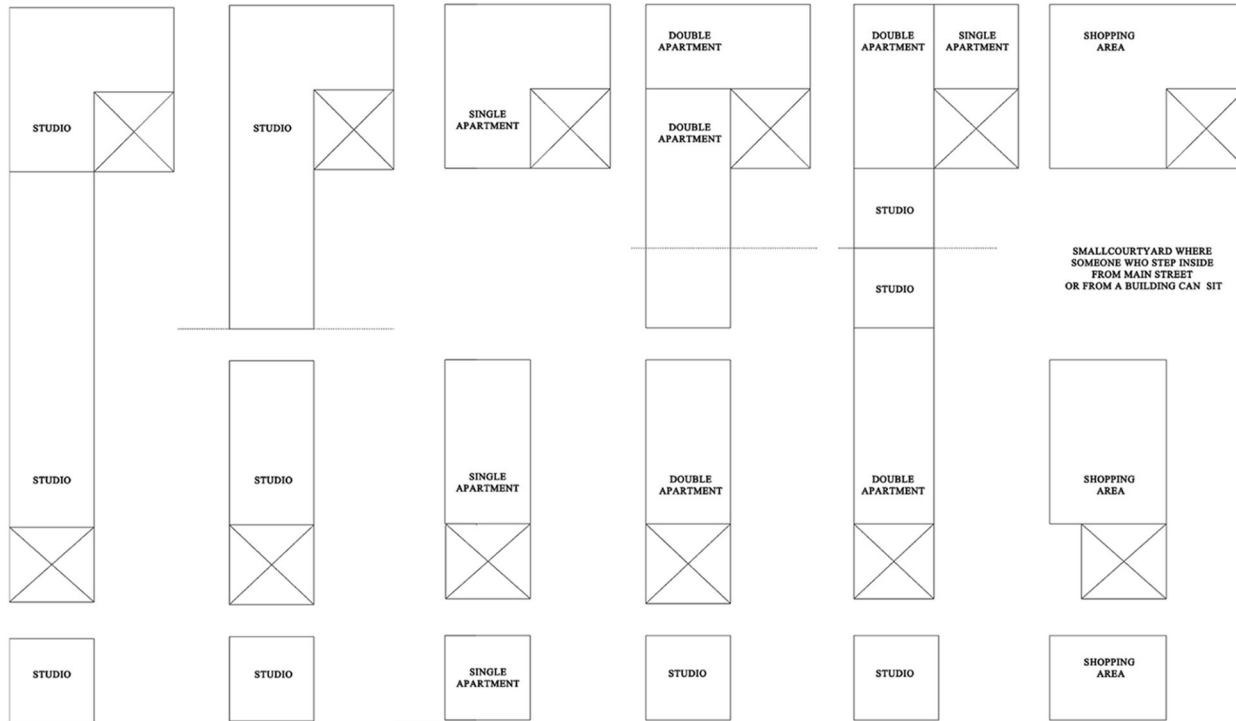 DOUBLE
APARTMENT
DOUBLE
APARTMENT
SINGLE
APARTMENT
SHOPPING
AREA
STUDIO
STUDIO
SINGLE
APARTMENT
DOUBLE
APARTMENT
STUDIO
STUDIO
SMALLCOURTYARD WHERE
SOMEONE WHO STEP INSIDE
FROM MAIN STREET
OR FROM A BUILDING CAN SIT
STUDIO
STUDIO
SINGLE
APARTMENT
DOUBLE
APARTMENT
DOUBLE
APARTMENT
SHOPPING
AREA
STUDIO
STUDIO
SINGLE
APARTMENT
STUDIO
STUDIO
SHOPPING
AREA